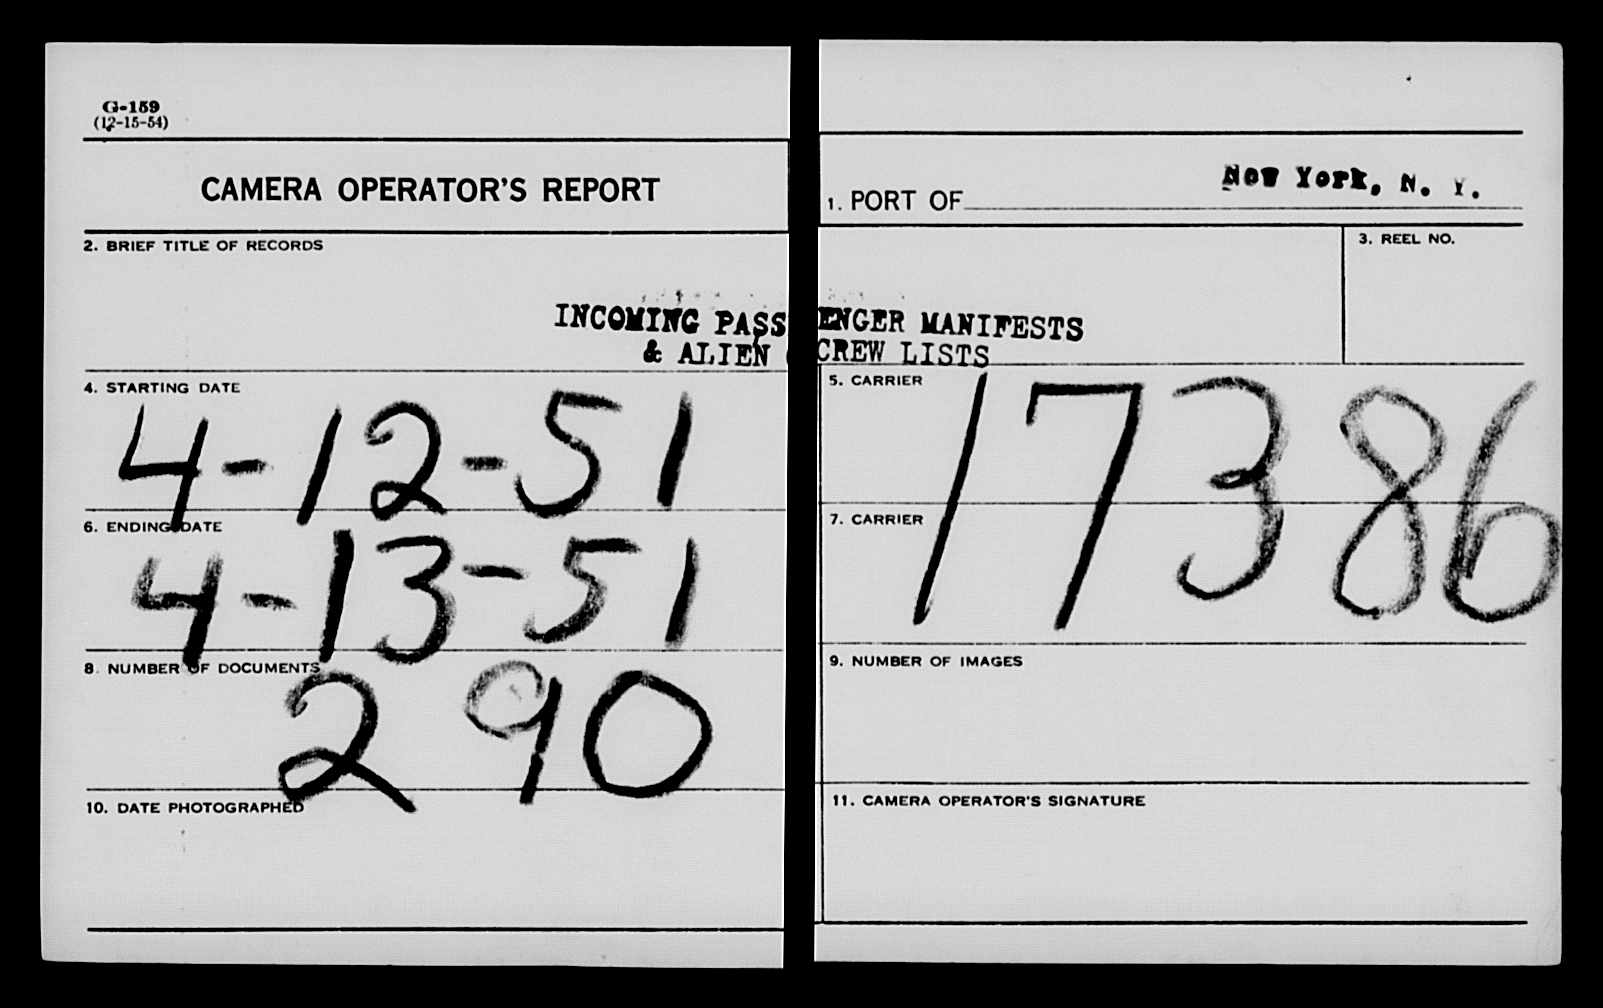 G-159
(12-15-54)
CAMERA OPERATOR'S REPORT
1. PORT OF New York, N. Y.
2. BRIEF TITLE OF RECORDS
3. REEL NO.
INCOMING PASSENGER MANIFESTS
& ALIEN CREW LISTS
4. STARTING DATE
4-12-51
5. CARRIER
17386
6. ENDING DATE
4-13-51
7. CARRIER
8. NUMBER OF DOCUMENTS
290
9. NUMBER OF IMAGES
10. DATE PHOTOGRAPHED
11. CAMERA OPERATOR'S SIGNATURE